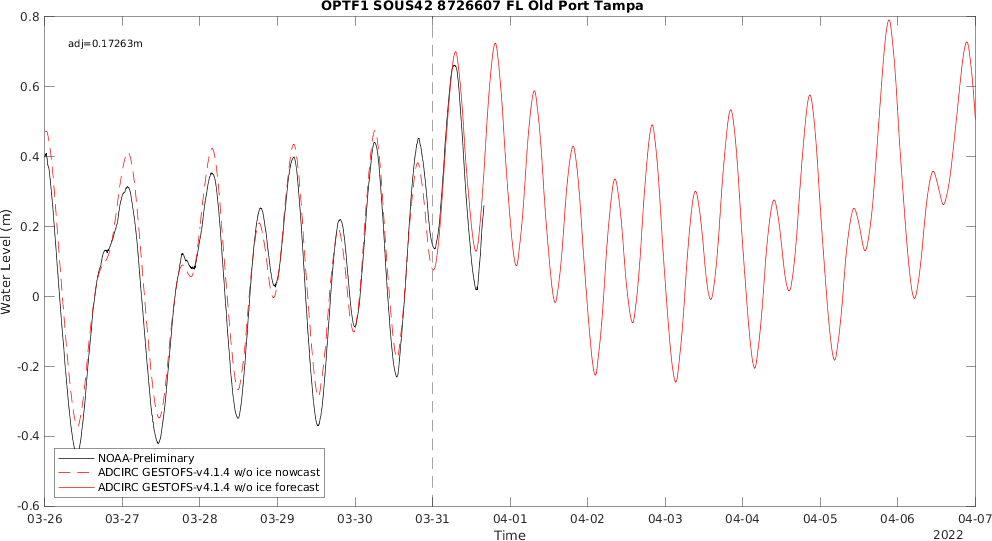 OPTF1 SOUS42 8726607 FL Old Port Tampa
adj=0.17263m
Water Level (m)
0.8
0.6
0.4
0.2
0
-0.2
-0.4
-0.6
NOAA-Preliminary
ADCIRC GESTOFS-v4.1.4 w/o ice nowcast
ADCIRC GESTOFS-v4.1.4 w/o ice forecast
03-26 03-27 03-28 03-29 03-30 03-31 04-01 04-02 04-03 04-04 04-05 04-06 04-07
Time
2022